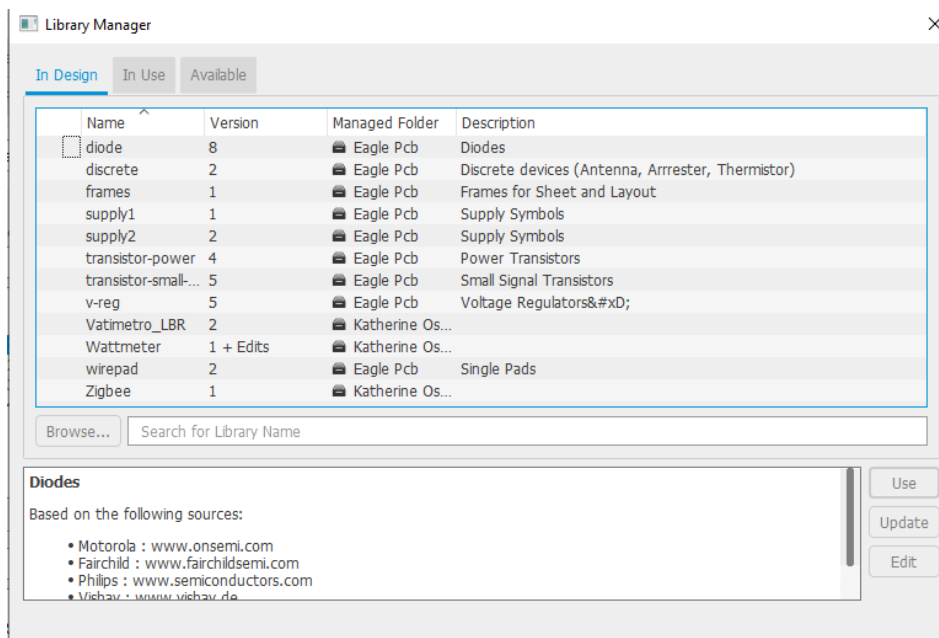 Library Manager
In Design In Use Available
Name Version Managed Folder Description
diode 8 Eagle Pcb Diodes
discrete 2 Eagle Pcb Discrete devices (Antenna, Arrrester, Thermistor)
frames 1 Eagle Pcb Frames for Sheet and Layout
supply1 1 Eagle Pcb Supply Symbols
supply2 2 Eagle Pcb Supply Symbols
transistor-power 4 Eagle Pcb Power Transistors
transistor-small-... 5 Eagle Pcb Small Signal Transistors
v-reg 5 Eagle Pcb Voltage Regulators&#xD;
Vatimetro_LBR 2 Katherine Os...
Wattmeter 1 + Edits Katherine Os...
wirepad 2 Eagle Pcb Single Pads
Zigbee 1 Katherine Os...
Browse... Search for Library Name
Diodes
Use
Based on the following sources:
Update
• Motorola : www.onsemi.com
• Fairchild : www.fairchildsemi.com
Edit
• Philips : www.semiconductors.com
• Vishay : www.vishay.de